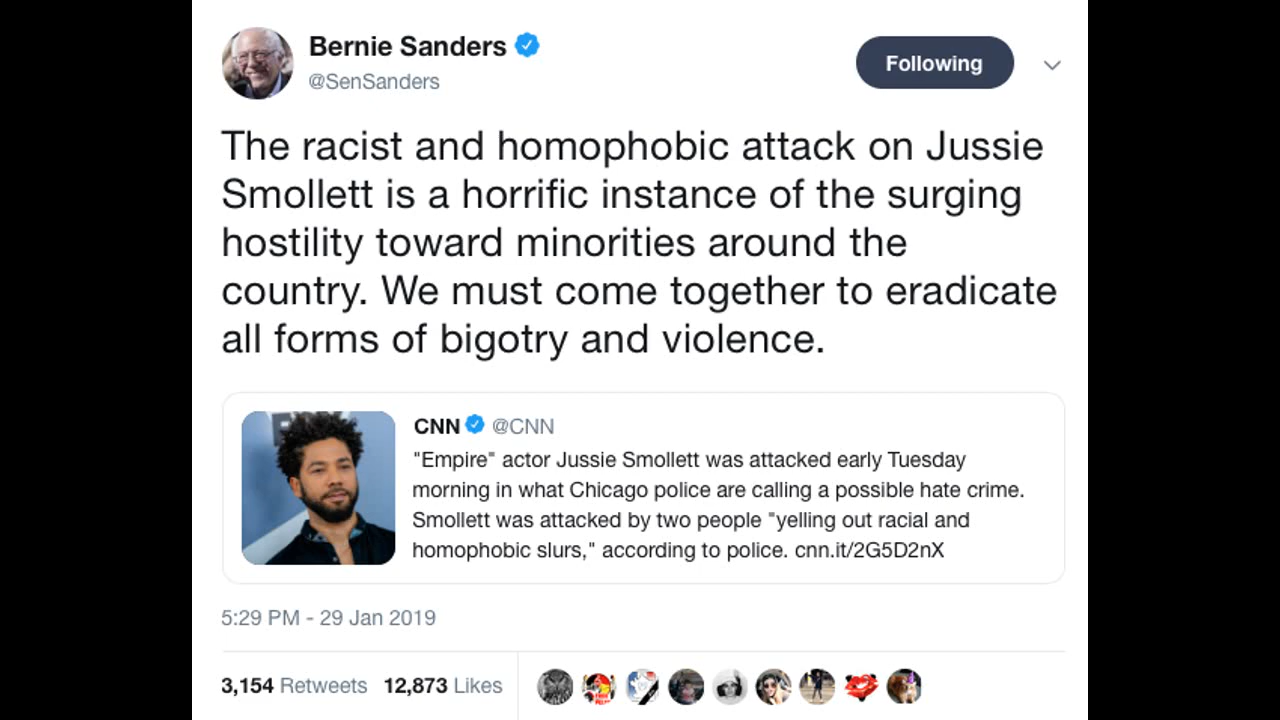 Bernie Sanders
@SenSanders
Following
The racist and homophobic attack on Jussie
Smollett is a horrific instance of the surging
hostility toward minorities around the
country. We must come together to eradicate
all forms of bigotry and violence.
CNN @CNN
"Empire" actor Jussie Smollett was attacked early Tuesday
morning in what Chicago police are calling a possible hate crime.
Smollett was attacked by two people "yelling out racial and
homophobic slurs," according to police. cnn.it/2G5D2nX
5:29 PM - 29 Jan 2019
3,154 Retweets 12,873 Likes